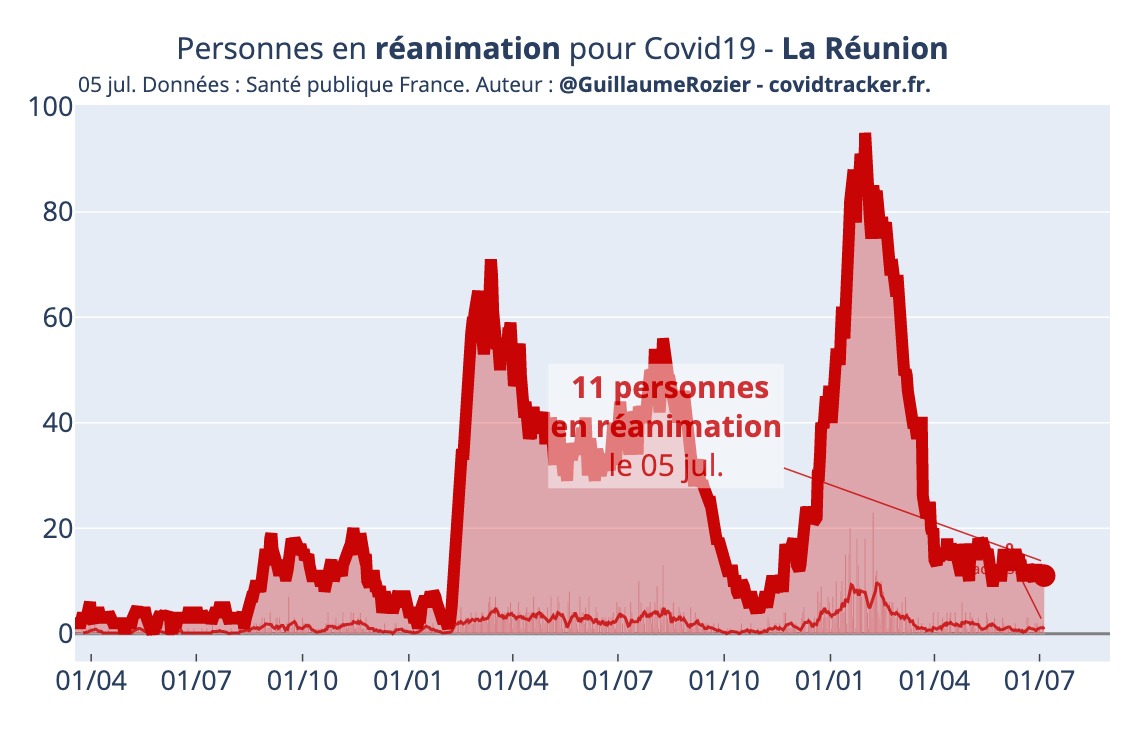 Personnes en réanimation pour Covid19 - La Réunion
05 jul. Données : Santé publique France. Auteur : @GuillaumeRozier - covidtracker.fr.
100
80
60
40
20
0
11 personnes
en réanimation
le 05 jul.
01/04 01/07 01/10 01/01 01/04 01/07 01/10 01/01 01/04 01/07